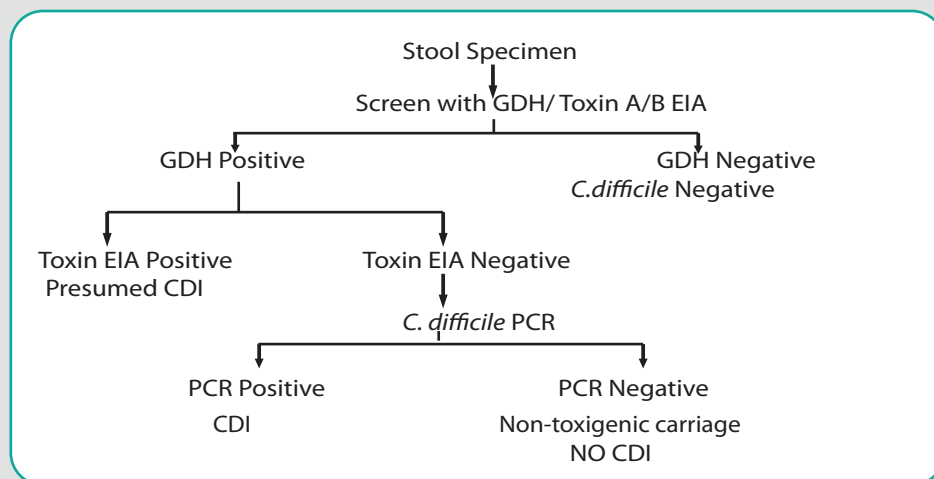 Stool Specimen
Screen with GDH/ Toxin A/B EIA
GDH Positive
GDH Negative
C.difficile Negative
Toxin EIA Positive
Presumed CDI
Toxin EIA Negative
C. difficile PCR
PCR Positive
CDI
PCR Negative
Non-toxigenic carriage
NO CDI